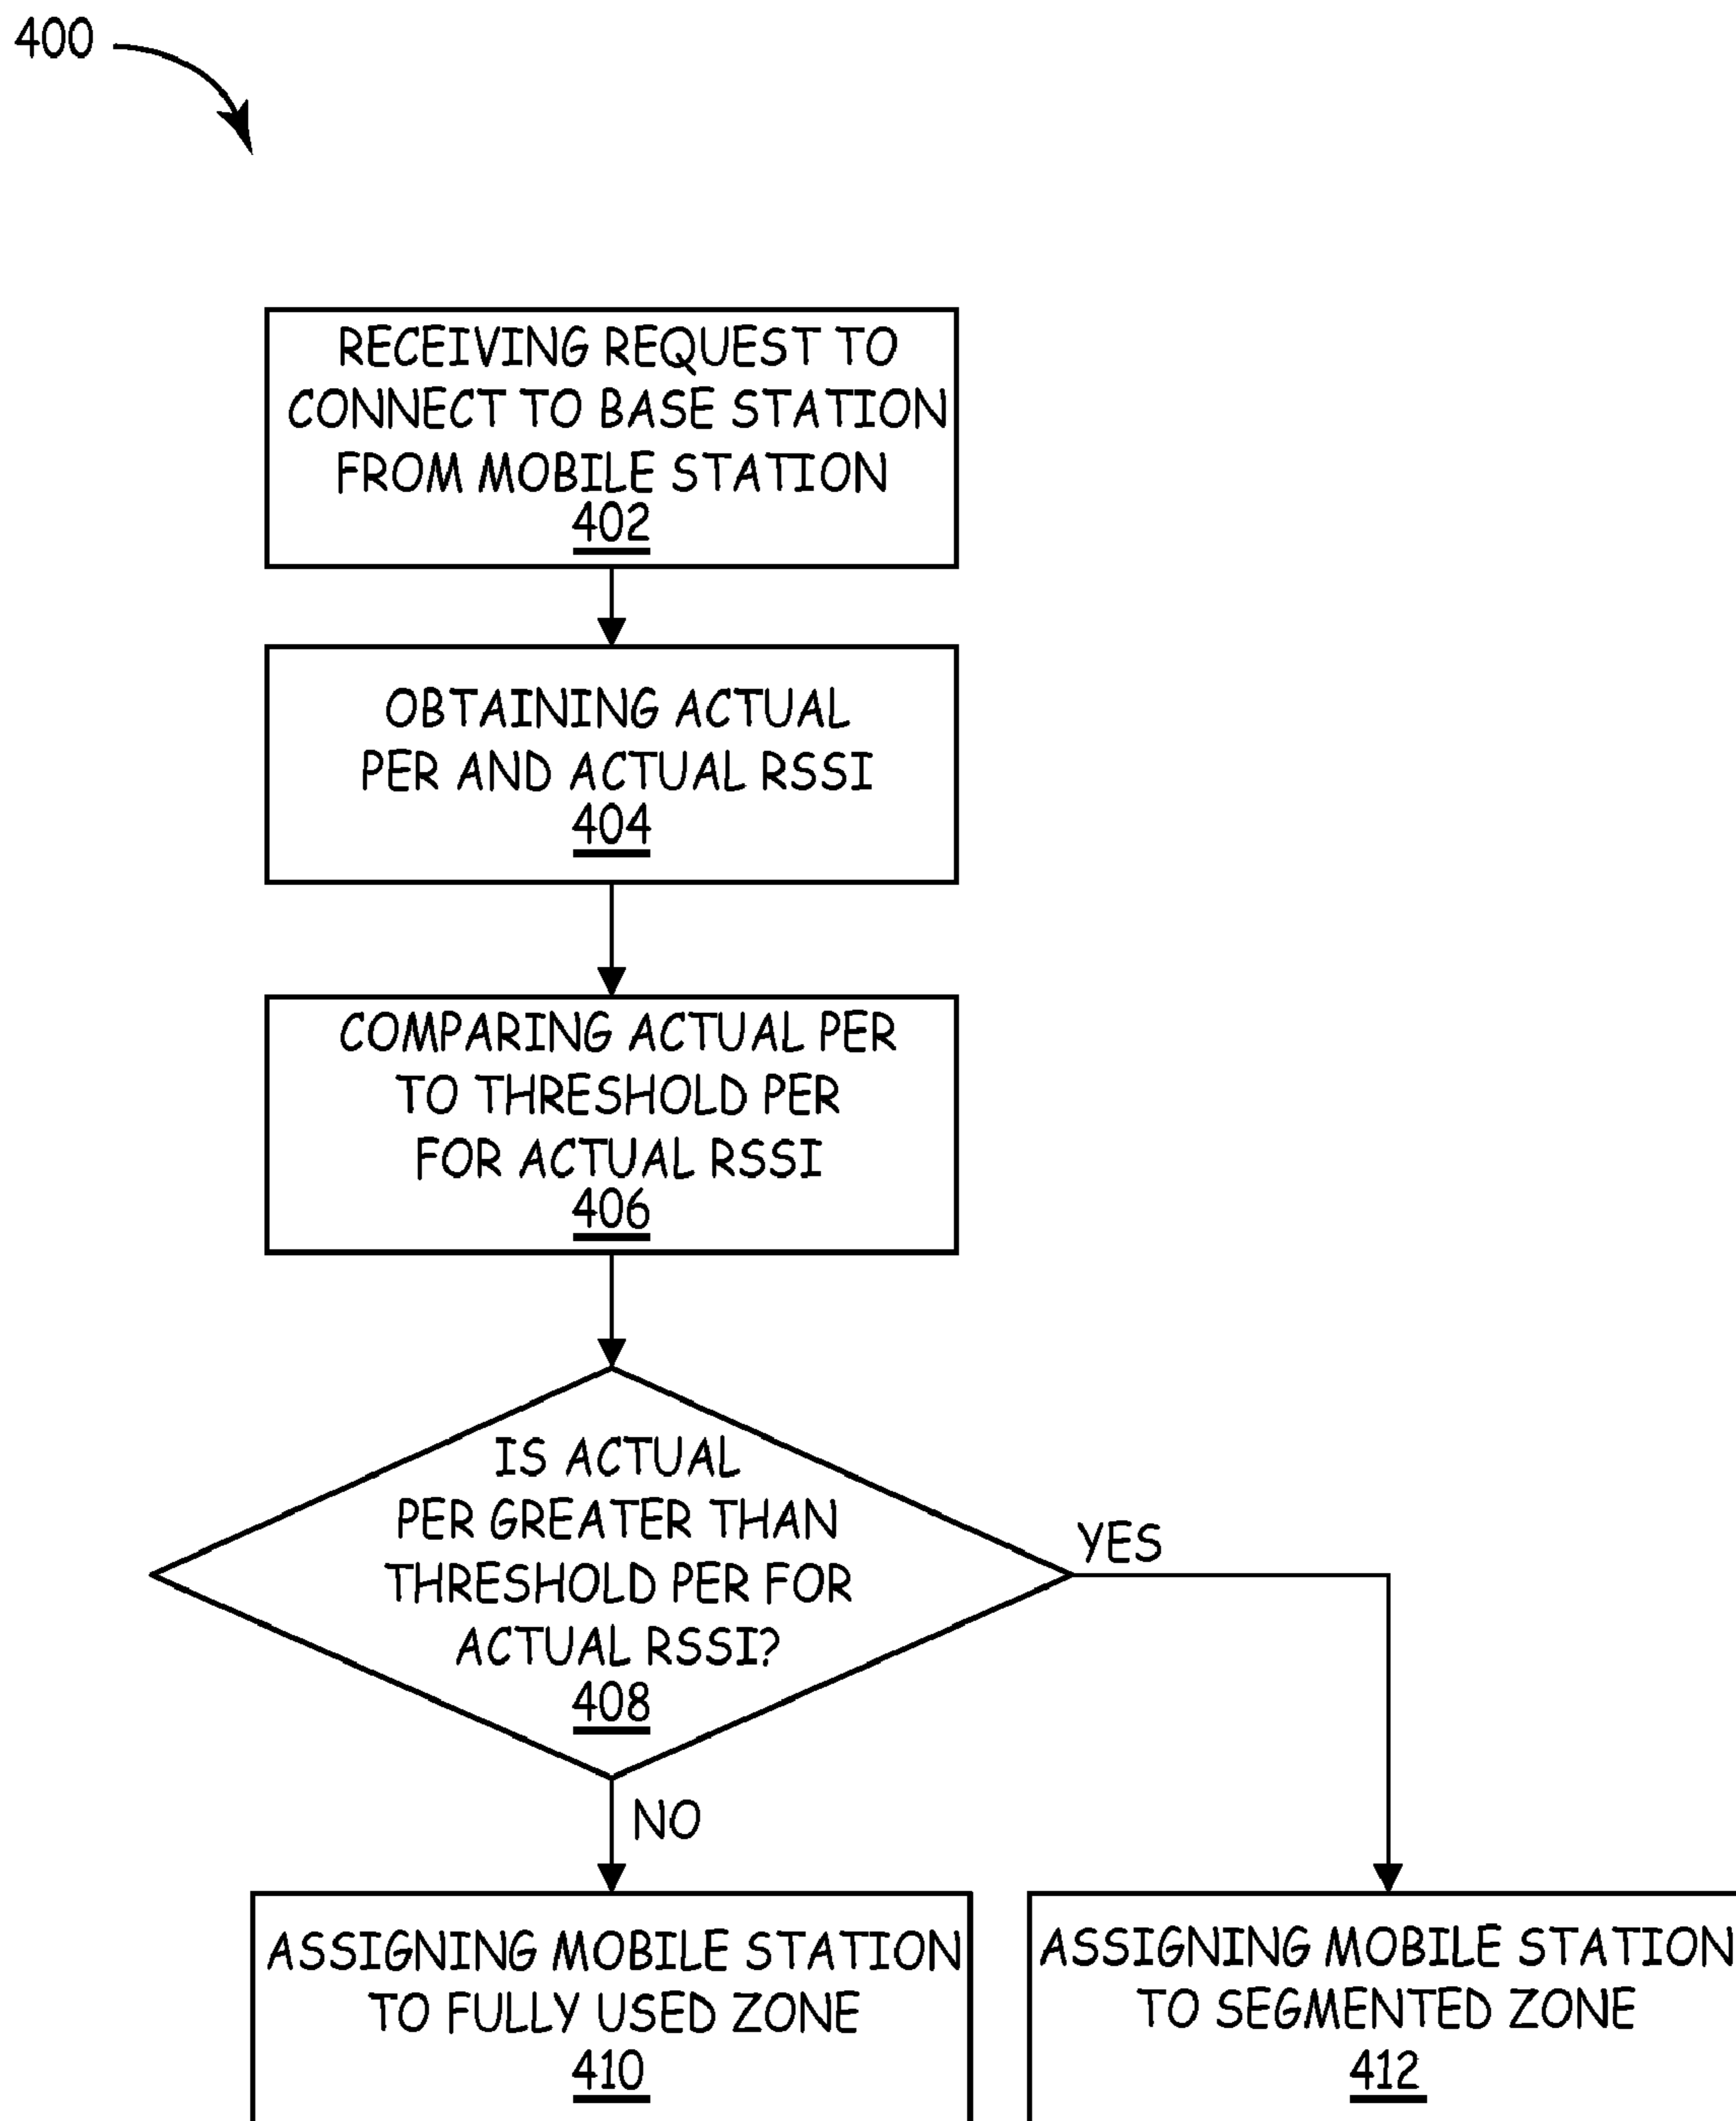 400
RECEIVING REQUEST TO
CONNECT TO BASE STATION
FROM MOBILE STATION
402
OBTAINING ACTUAL
PER AND ACTUAL RSSI
404
COMPARING ACTUAL PER
TO THRESHOLD PER
FOR ACTUAL RSSI
406
IS ACTUAL
PER GREATER THAN
THRESHOLD PER FOR
ACTUAL RSSI?
408
YES
NO
ASSIGNING MOBILE STATION
TO FULLY USED ZONE
410
ASSIGNING MOBILE STATION
TO SEGMENTED ZONE
412